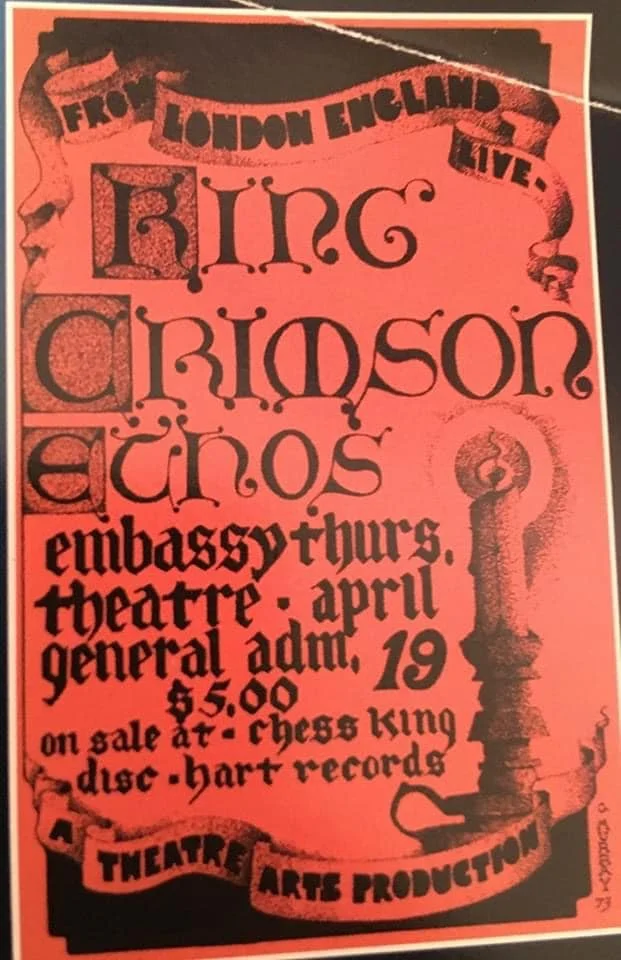 FROM LONDON ENGLAND
LIVE-
KING
CRIMSON
ETHOS
embassy thurs.
theatre · april
general adm. 19
$5.00
on sale at - chess king
disc · hart records
A THEATRE ARTS PRODUCTION
MURRAY 73